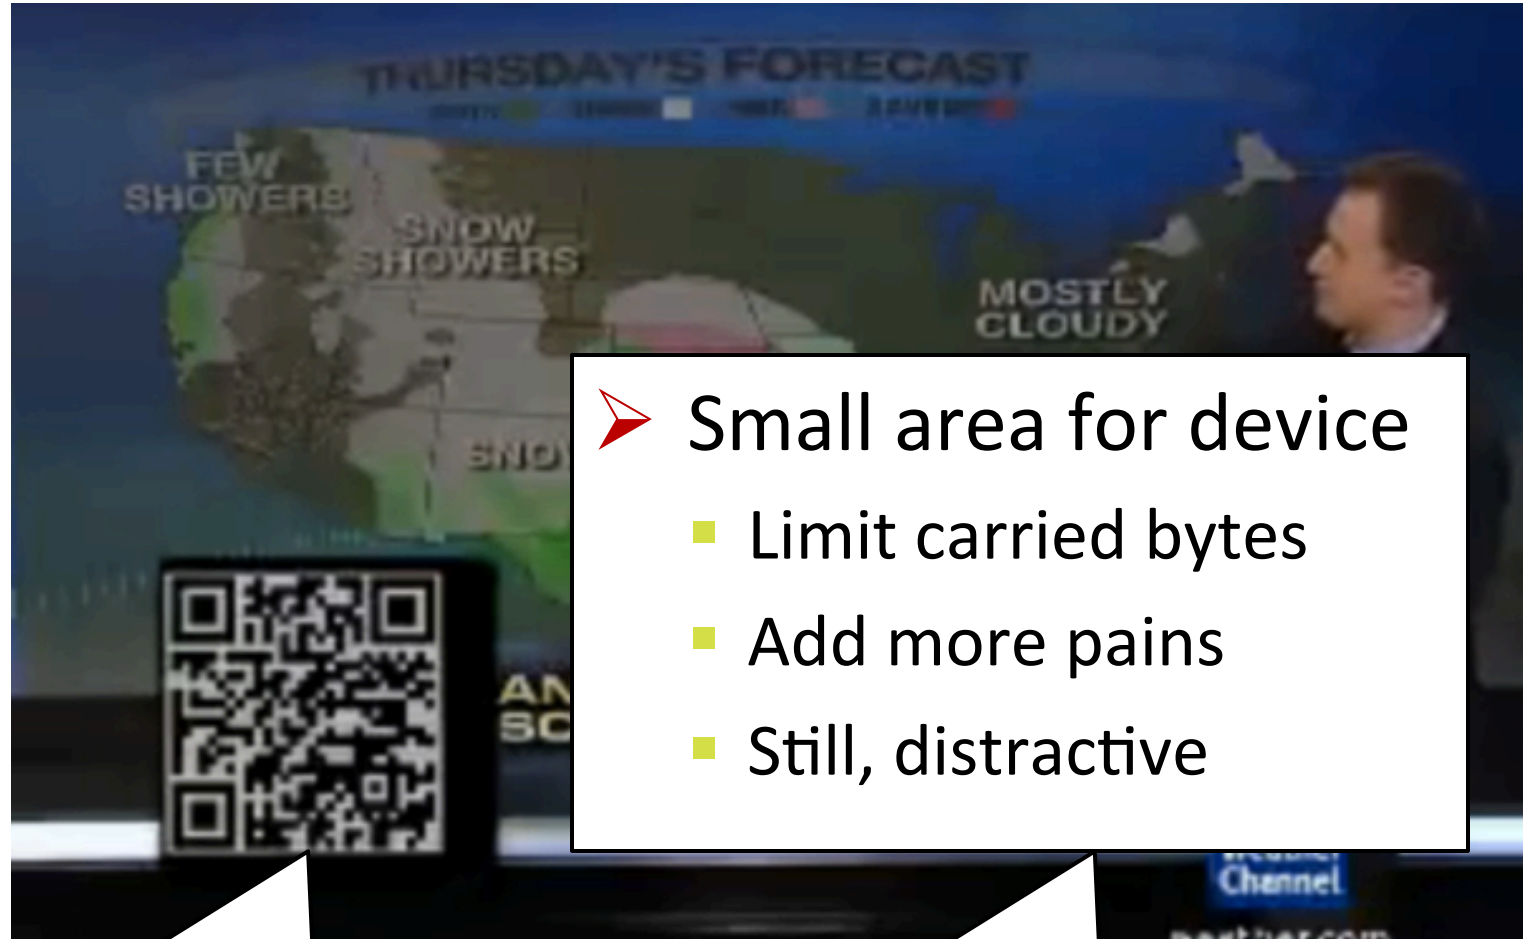 THURSDAY'S FORECAST
FEW
SHOWERS
SNOW
SHOWERS
MOSTLY
CLOUDY
Small area for device
Limit carried bytes
Add more pains
Still, distractive
Channel